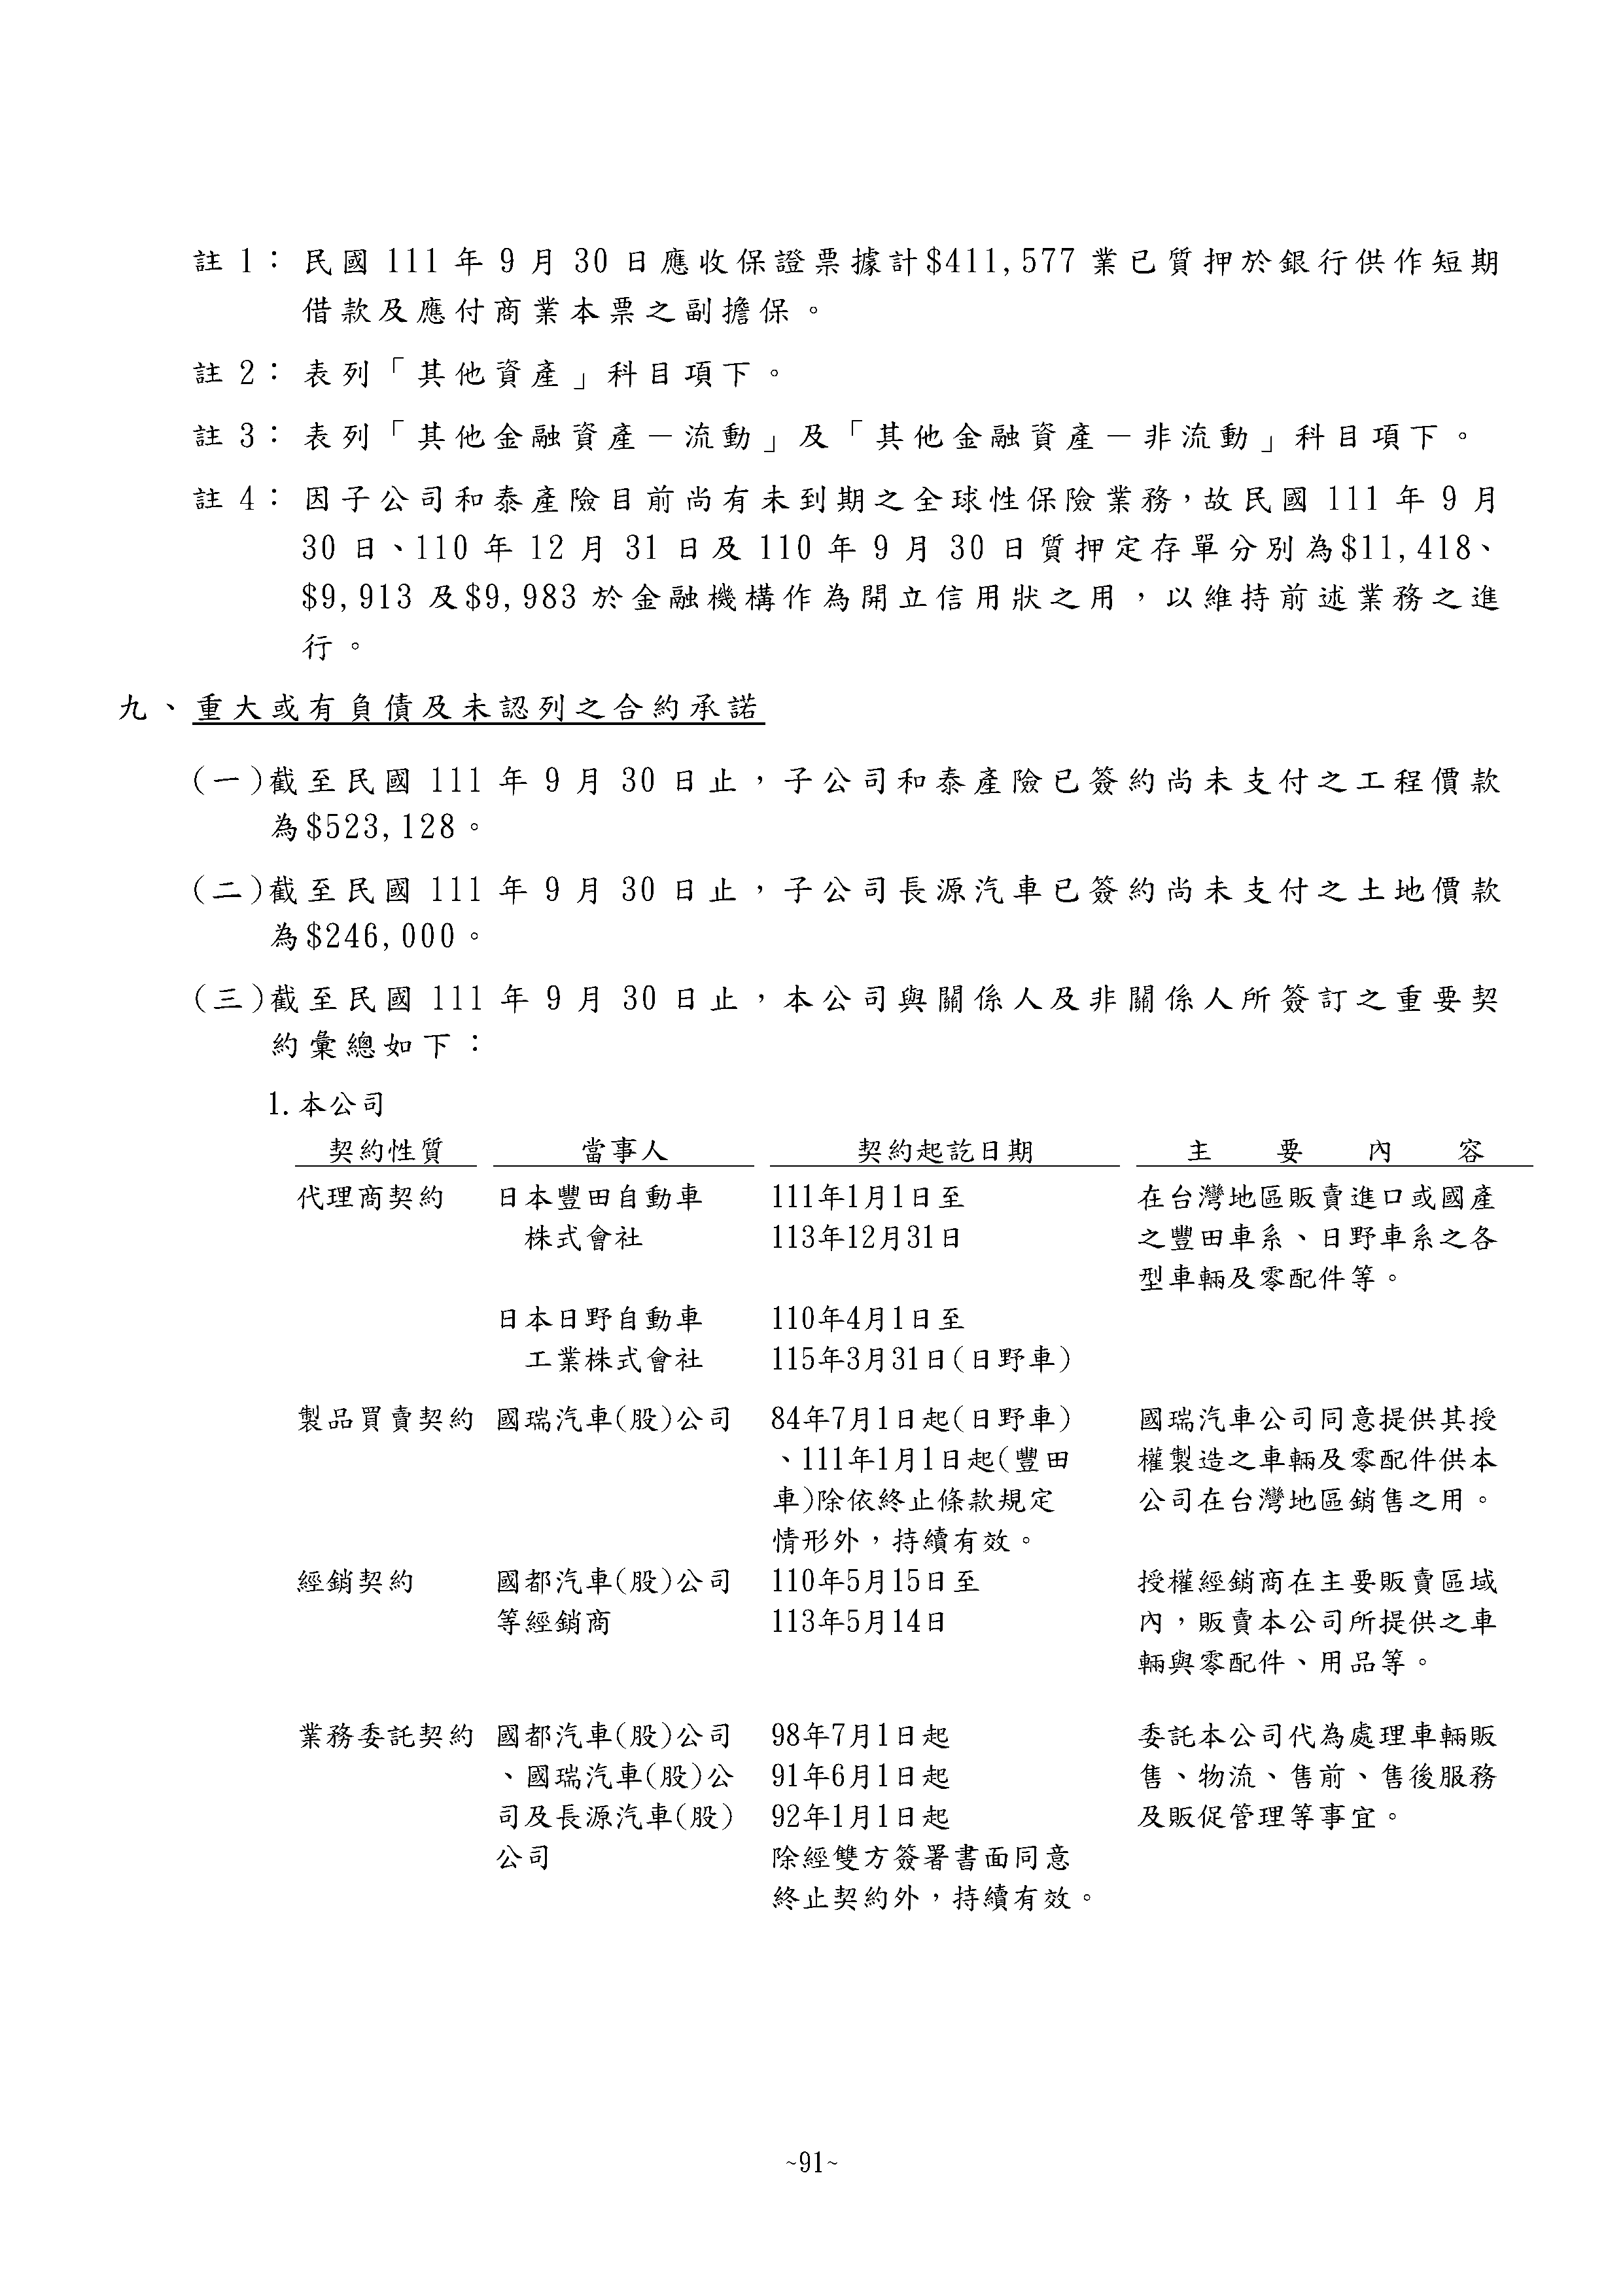 註 1： 民國 111 年 9 月 30 日應收保證票據計$411,577 業已質押於銀行供作短期
借款及應付商業本票之副擔保。
註 2： 表列「其他資產」科目項下。
註 3： 表列「其他金融資產－流動」及「其他金融資產－非流動」科目項下。
註 4： 因子公司和泰產險目前尚有未到期之全球性保險業務，故民國 111 年 9 月
30 日、110 年 12 月 31 日及 110 年 9 月 30 日質押定存單分別為$11,418、
$9,913 及$9,983 於金融機構作為開立信用狀之用，以維持前述業務之進
行。
九、重大或有負債及未認列之合約承諾
(一)截至民國 111 年 9 月 30 日止，子公司和泰產險已簽約尚未支付之工程價款
為$523,128。
(二)截至民國 111 年 9 月 30 日止，子公司長源汽車已簽約尚未支付之土地價款
為$246,000。
(三)截至民國 111 年 9 月 30 日止，本公司與關係人及非關係人所簽訂之重要契
約彙總如下：
1.本公司
契約性質 當事人 契約起訖日期 主 要 內 容
代理商契約 日本豐田自動車 111年1月1日至 在台灣地區販賣進口或國產
株式會社 113年12月31日 之豐田車系、日野車系之各
型車輛及零配件等。
日本日野自動車 110年4月1日至
工業株式會社 115年3月31日(日野車)
製品買賣契約 國瑞汽車(股)公司 84年7月1日起(日野車) 國瑞汽車公司同意提供其授
、111年1月1日起(豐田 權製造之車輛及零配件供本
車)除依終止條款規定 公司在台灣地區銷售之用。
情形外，持續有效。
經銷契約 國都汽車(股)公司 110年5月15日至 授權經銷商在主要販賣區域
等經銷商 113年5月14日 內，販賣本公司所提供之車
輛與零配件、用品等。
業務委託契約 國都汽車(股)公司 98年7月1日起 委託本公司代為處理車輛販
、國瑞汽車(股)公 91年6月1日起 售、物流、售前、售後服務
司及長源汽車(股) 92年1月1日起 及販促管理等事宜。
公司 除經雙方簽署書面同意
終止契約外，持續有效。
~91~